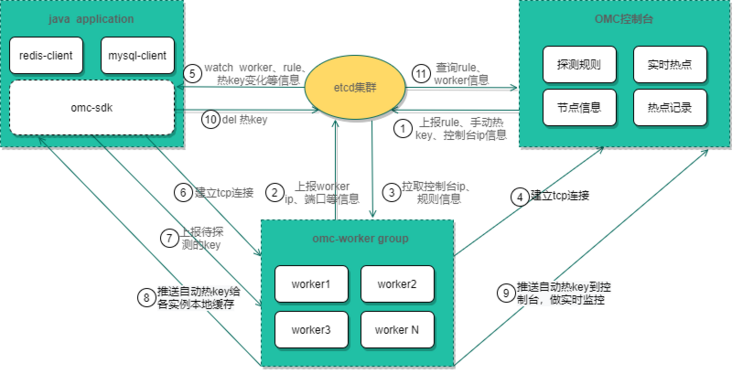 java application
redis-client
mysql-client
omc-sdk
OMC控制台
探测规则
实时热点
节点信息
热点记录
etcd集群
⑤
watch worker、rule、
热key变化等信息
⑪
查询rule、
worker信息
⑩
del 热key
①
上报rule、手动热
key、控制台ip信息
⑥
建立tcp连接
②
上报worker
ip、端口等信息
③
拉取控制台ip、
规则信息
④
建立tcp连接
⑦
上报待探
测的key
omc-worker group
worker1
worker2
worker3
worker N
⑧
推送自动热key给
各实例本地缓存
⑨
推送自动热key到控
制台，做实时监控